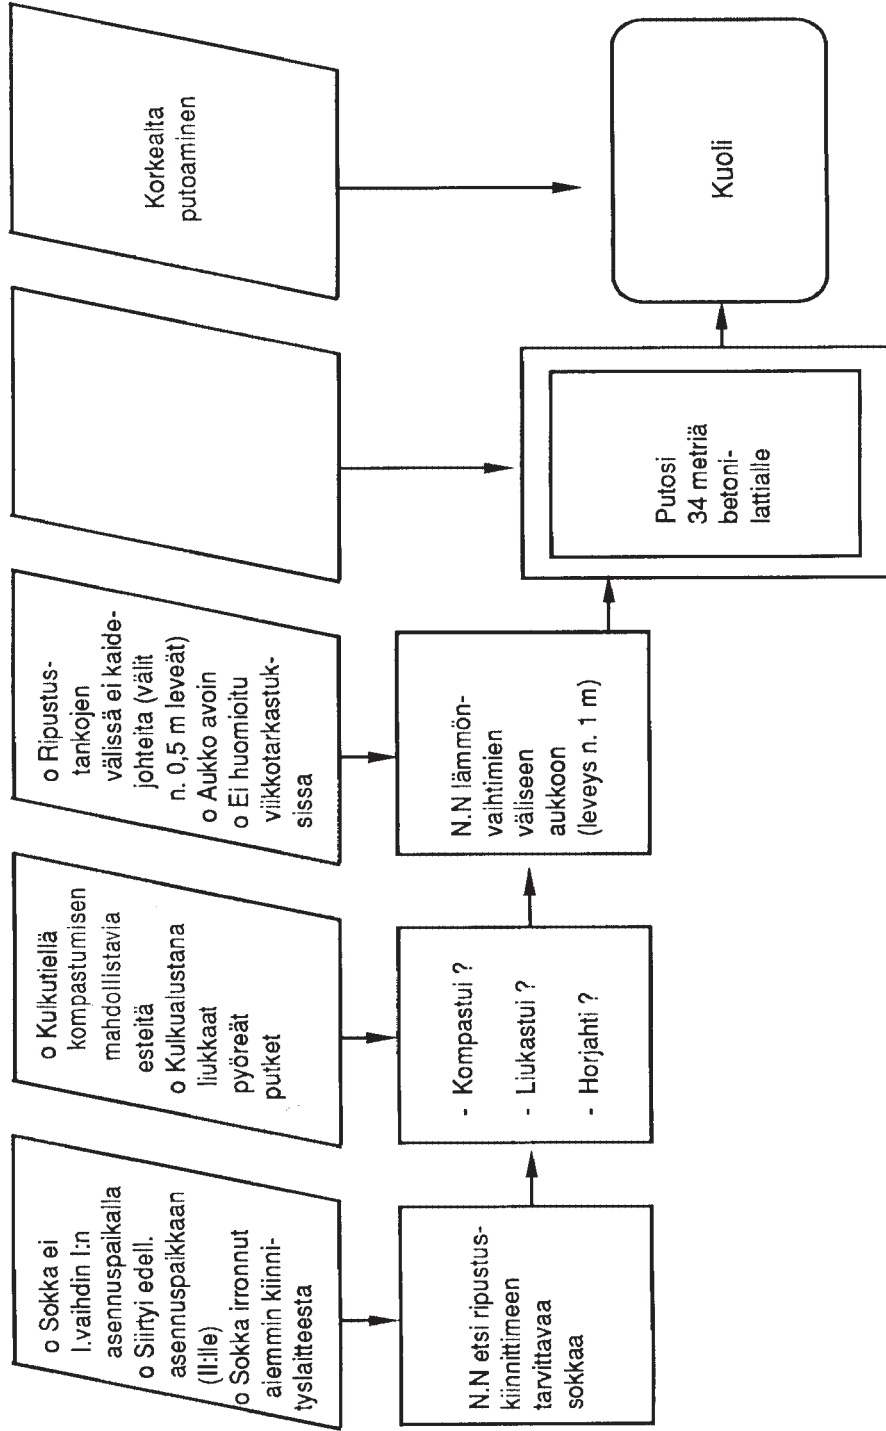 o Sokka ei
I.vaihdin I:n
asennuspaikalla
o Siirtyi edell.
asennuspaikkaan
(II:lle)
o Sokka irronnut
aiemmin kiinni-
tyslaitteesta
N.N etsi ripustus-
kiinnittimeen
tarvittavaa
sokkaa
o Kulkutiellä
kompastumisen
mahdollistavia
esteitä
o Kulkualustana
liukkaat
pyöreät
putket
- Kompastui ?
- Liukastui ?
- Horjahti ?
o Ripustus-
tankojen
välissä ei kaide-
johteita (välit
n. 0,5 m leveät)
o Aukko avoin
o Ei huomioitu
viikkotarkastuk-
sissa
N.N lämmön-
vaihtimien
väliseen
aukkoon
(leveys n. 1 m)
Putosi
34 metriä
betoni-
lattialle
Korkealta
putoaminen
Kuoli